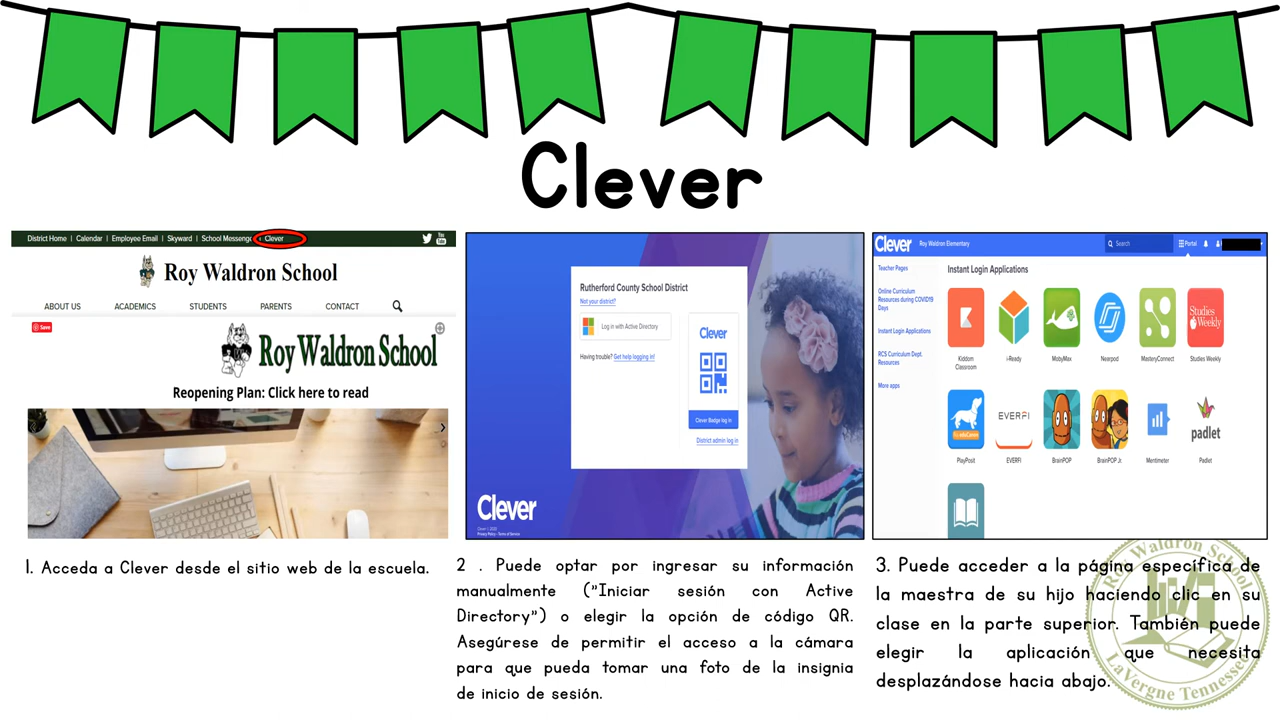 Clever
District Home | Calendar | Employee Email | Skyward | School Messenge | Clever
Roy Waldron School
ABOUT US ACADEMICS STUDENTS PARENTS CONTACT
Save
Roy Waldron School
Reopening Plan: Click here to read
1. Acceda a Clever desde el sitio web de la escuela.
Rutherford County School District
Not your district?
Log in with Active Directory
Having trouble? Get help logging in!
Clever
Clever Badge log in
District admin log in
Clever
Clever | 2020
Privacy Policy - Terms of Service
2 . Puede optar por ingresar su información
manualmente ("Iniciar sesión con Active
Directory") o elegir la opción de código QR.
Asegúrese de permitir el acceso a la cámara
para que pueda tomar una foto de la insignia
de inicio de sesión.
Clever Roy Waldron Elementary Search Portal
Teacher Pages
Online Curriculum
Resources during COVID19
Days
Instant Login Applications
RCS Curriculum Dept.
Resources
More apps
Instant Login Applications
Studies
Weekly
Kiddom
Classroom
i-Ready
MobyMax
Nearpod
MasteryConnect
Studies Weekly
EVERFI
padlet
PlayPosit
EVERFI
BrainPOP
BrainPOP Jr.
Mentimeter
Padlet
3. Puede acceder a la página específica de
la maestra de su hijo haciendo clic en su
clase en la parte superior. También puede
elegir la aplicación que necesita
desplazándose hacia abajo.
Roy Waldron School
LaVergne Tennessee